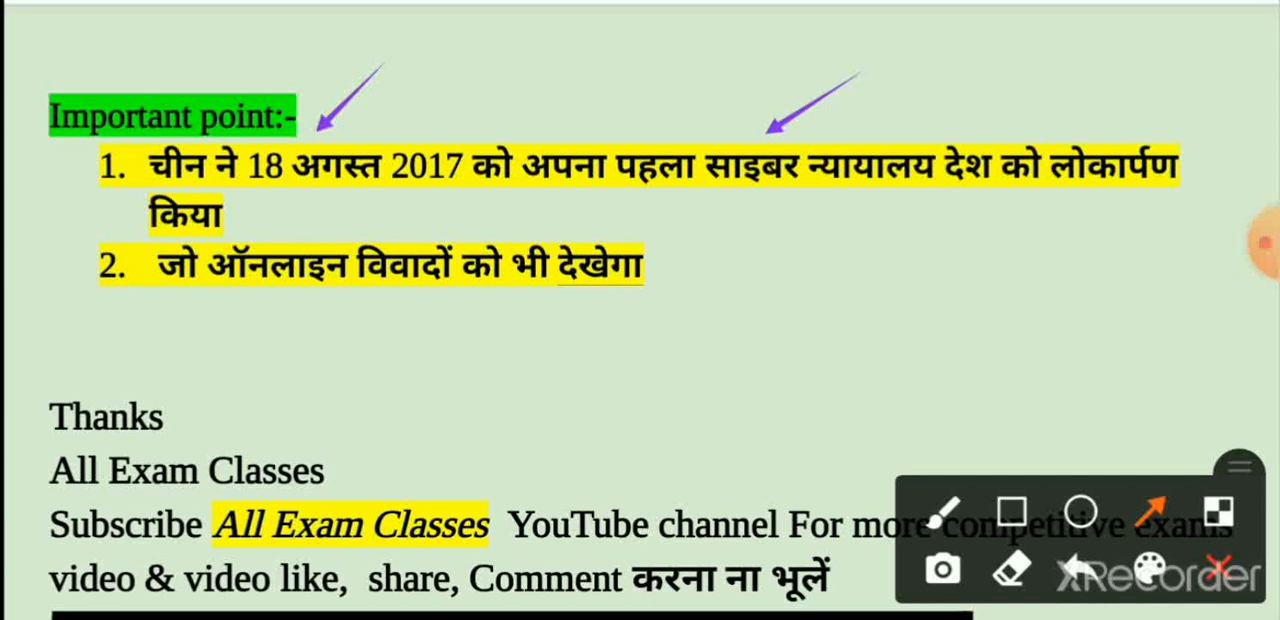 Important point:-
1. चीन ने 18 अगस्त 2017 को अपना पहला साइबर न्यायालय देश को लोकार्पण
किया
2. जो ऑनलाइन विवादों को भी देखेगा
Thanks
All Exam Classes
Subscribe All Exam Classes YouTube channel For more competitive exams
video & video like, share, Comment करना ना भूलें
XRecorder